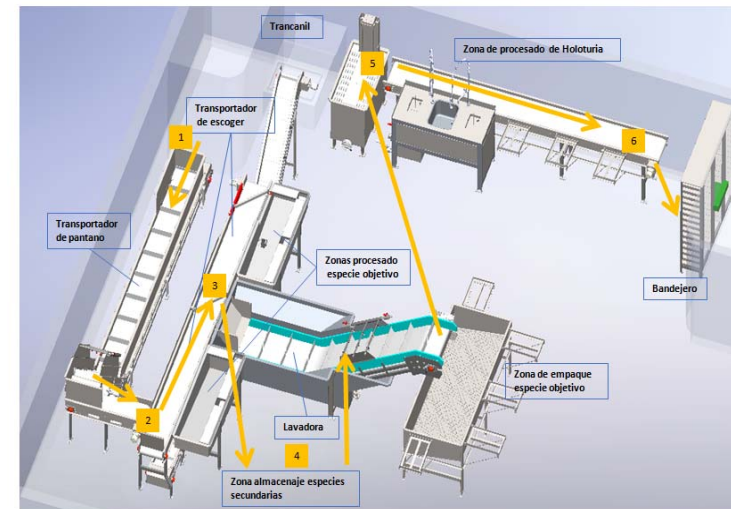 Trancanil
Zona de procesado de Holoturia
5
Transportador
de escoger
1
6
Transportador
de pantano
Zonas procesado
especie objetivo
3
Bandejero
Zona de empaque
especie objetivo
2
Lavadora
4
Zona almacenaje especies
secundarias